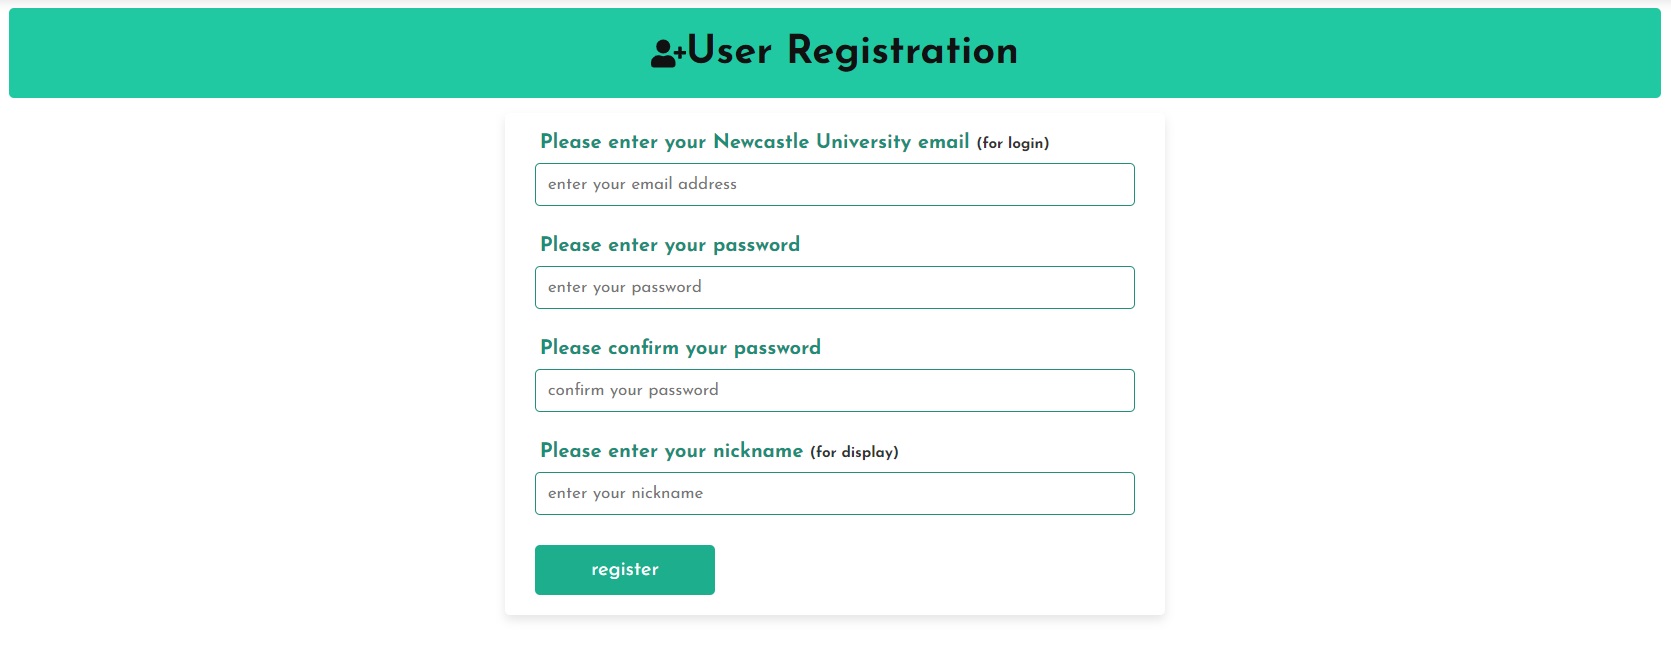 User Registration
Please enter your Newcastle University email (for login)
enter your email address
Please enter your password
enter your password
Please confirm your password
confirm your password
Please enter your nickname (for display)
enter your nickname
register